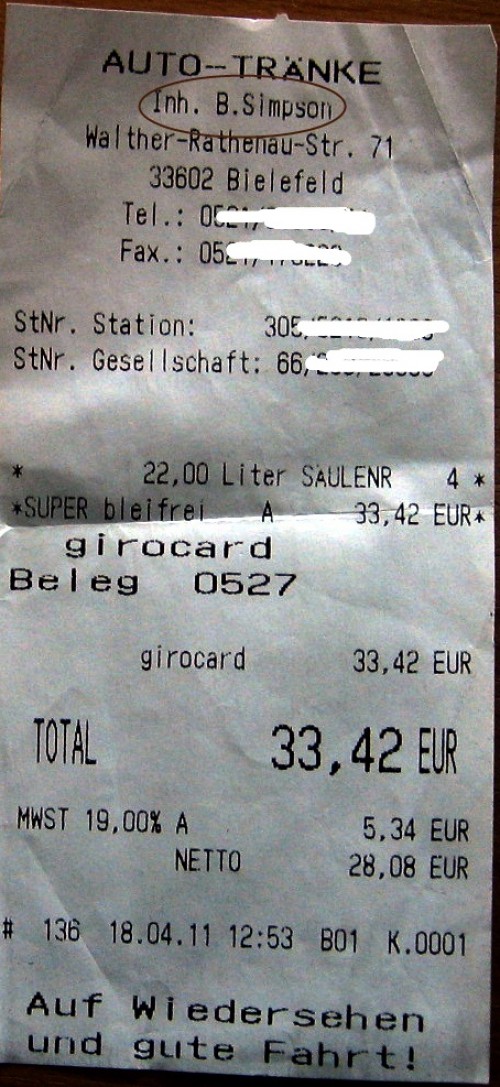 AUTO--TRÄNKE
Inh. B.Simpson
Walther-Rathenau-Str. 71
33602 Bielefeld
Tel.:
Fax.:
StNr. Station: 305
StNr. Gesellschaft: 66,
* 22,00 Liter SÄULENR 4 *
*SUPER bleifrei A 33,42 EUR*
girocard
Beleg 0527
girocard 33,42 EUR
TOTAL 33,42 EUR
MWST 19,00% A 5,34 EUR
NETTO 28,08 EUR
# 136 18.04.11 12:53 B01 K.0001
Auf Wiedersehen
und gute Fahrt!